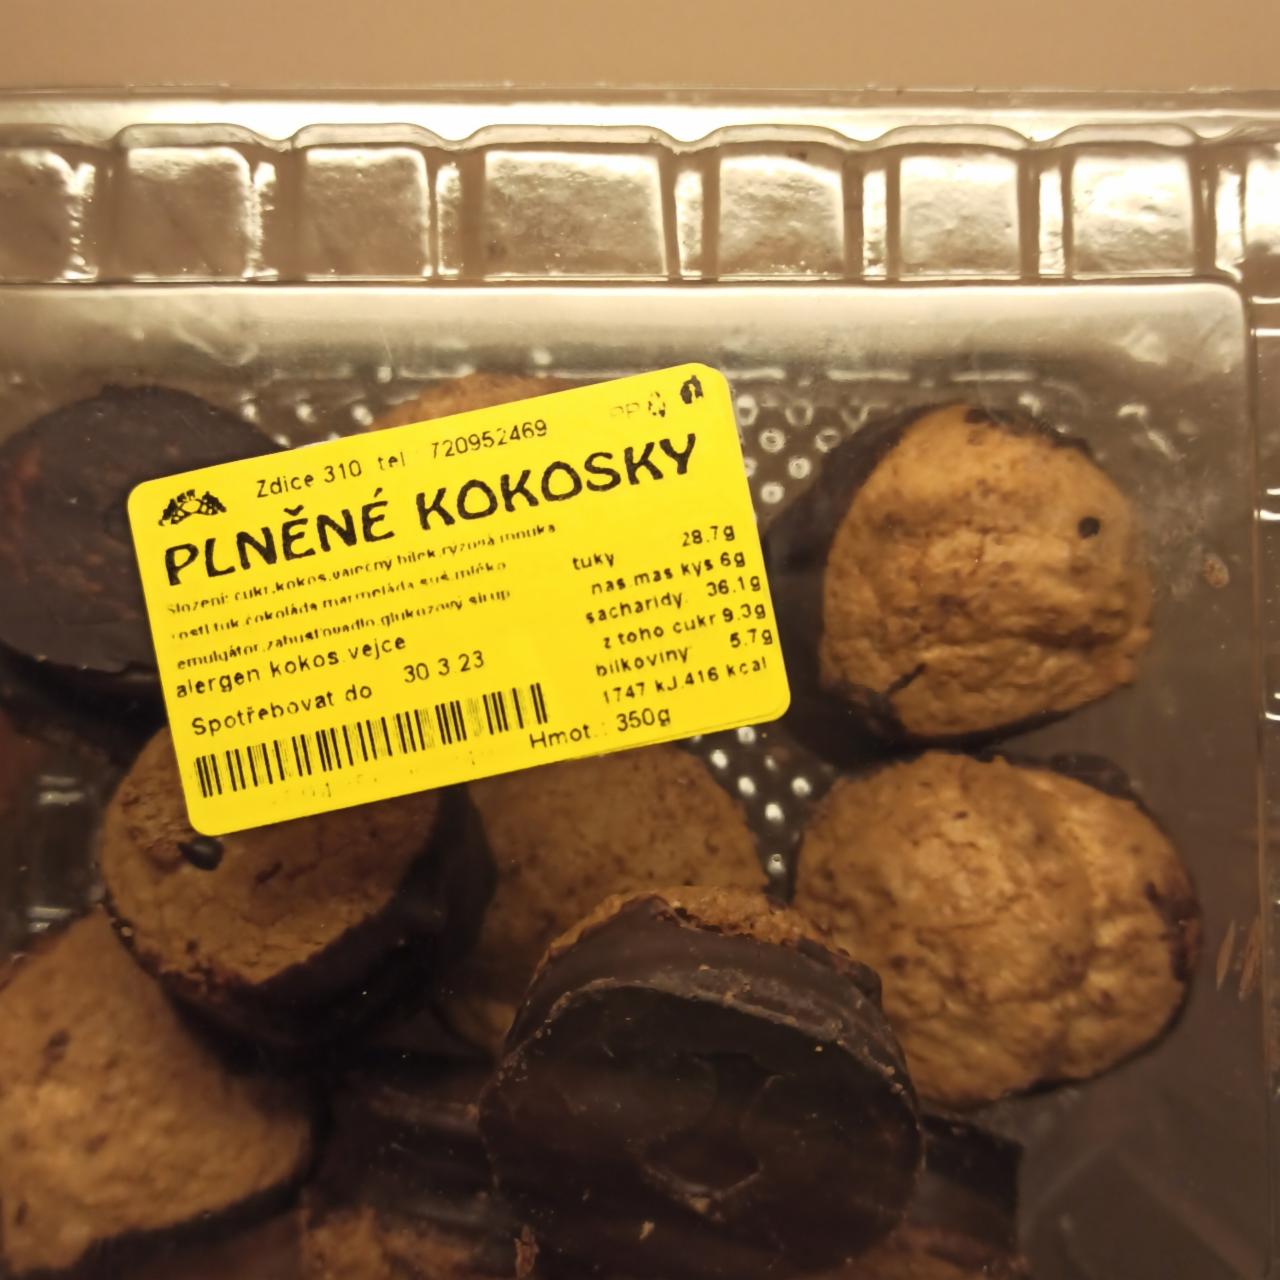 PP
Zdice 310 tel 720952469
PLNĚNÉ KOKOSKY
Složení: cukr,kokos,vaječný bílek,rýžová mouka
rostl.tuk,čokoláda,marmeláda,suš.mléko
emulgátor,zahusťovadlo,glukozový sirup
alergen kokos.vejce
Spotřebovat do 30 3.23
tuky 28.7g
nas.mas kys 6g
sacharidy. 36.1g
z toho cukr 9.3g
bílkoviny 5.7g
1747 kJ.416 kcal
Hmot.: 350g